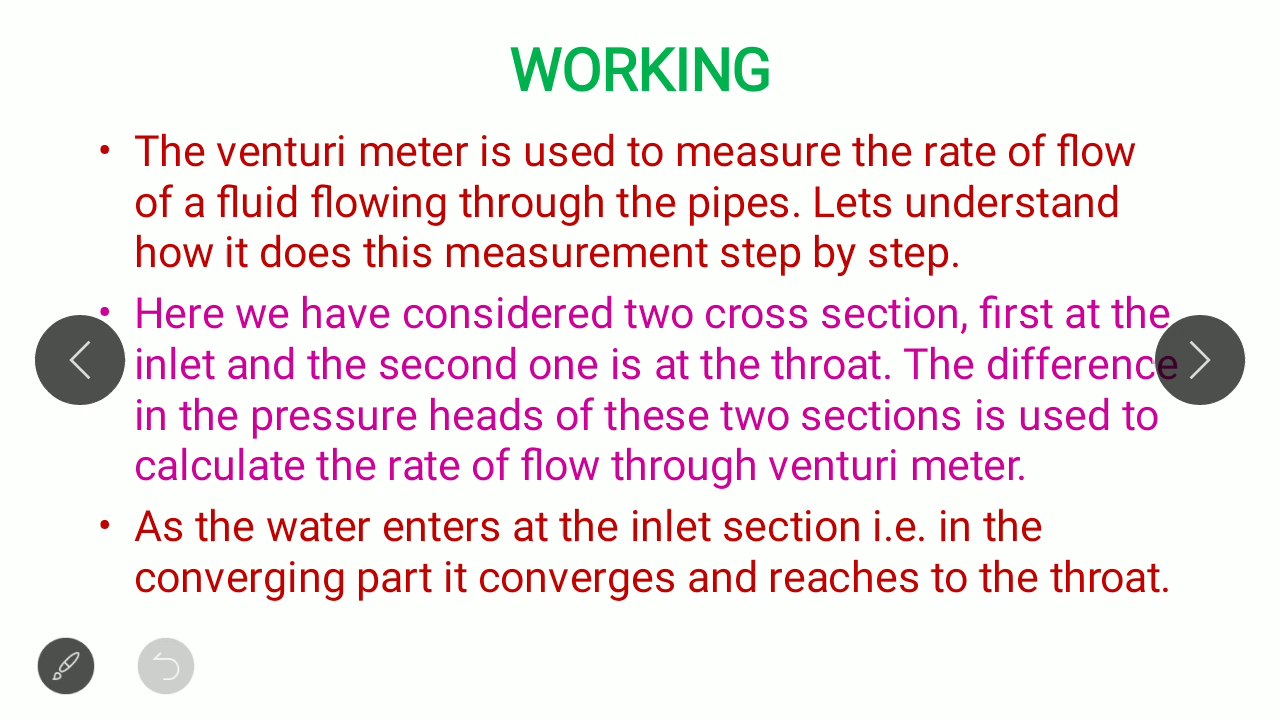 WORKING
• The venturi meter is used to measure the rate of flow
of a fluid flowing through the pipes. Lets understand
how it does this measurement step by step.
• Here we have considered two cross section, first at the
inlet and the second one is at the throat. The difference
in the pressure heads of these two sections is used to
calculate the rate of flow through venturi meter.
• As the water enters at the inlet section i.e. in the
converging part it converges and reaches to the throat.